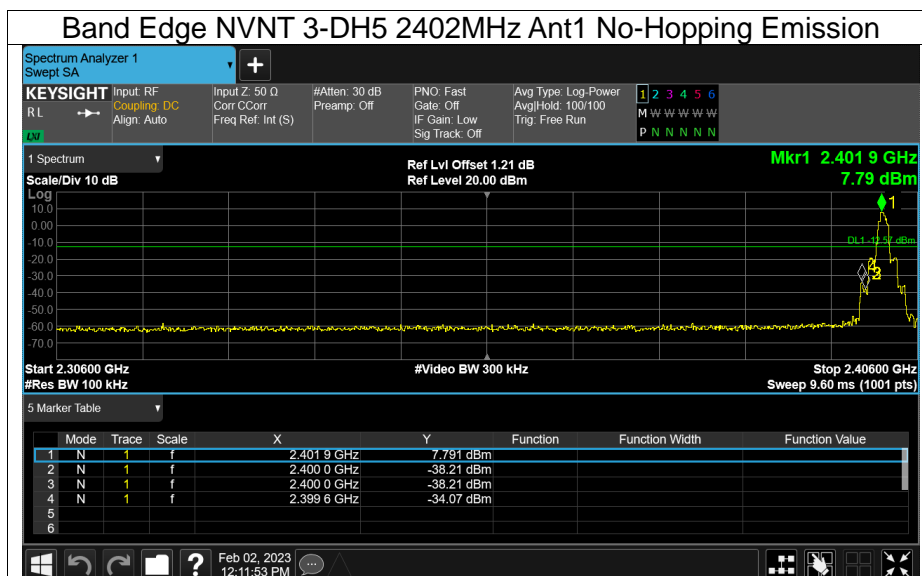 Band Edge NVNT 3-DH5 2402MHz Ant1 No-Hopping Emission
Spectrum Analyzer 1
Swept SA
+
KEYSIGHT Input: RF Input Z: 50 Ω #Atten: 30 dB PNO: Fast Avg Type: Log-Power 1 2 3 4 5 6
R L Coupling: DC Corr CCorr Preamp: Off Gate: Off Avg|Hold: 100/100 M W W W W W
Align: Auto Freq Ref: Int (S) IF Gain: Low Trig: Free Run
LXI Sig Track: Off P N N N N N
1 Spectrum Ref Lvl Offset 1.21 dB Mkr1 2.401 9 GHz
Scale/Div 10 dB Ref Level 20.00 dBm 7.79 dBm
Log
10.0
0.00
-10.0
DL1 -12.57 dBm
-20.0
-30.0
-40.0
-50.0
-60.0
-70.0
1
3
Start 2.30600 GHz #Video BW 300 kHz Stop 2.40600 GHz
#Res BW 100 kHz Sweep 9.60 ms (1001 pts)
5 Marker Table
Mode Trace Scale X Y Function Function Width Function Value
1 N 1 f 2.401 9 GHz 7.791 dBm
2 N 1 f 2.400 0 GHz -38.21 dBm
3 N 1 f 2.400 0 GHz -38.21 dBm
4 N 1 f 2.399 6 GHz -34.07 dBm
5
6
? Feb 02, 2023
12:11:53 PM